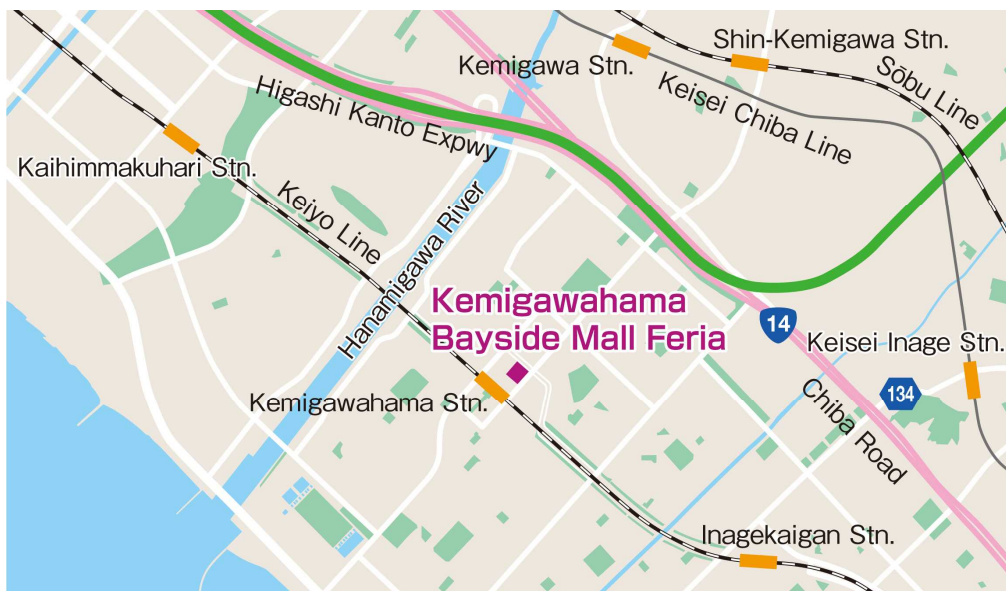 Shin-Kemigawa Stn.
Kemigawa Stn.
Sōbu Line
Keisei Chiba Line
Higashi Kanto Expwy
Kaihimmakuhari Stn.
Keiyo Line
Hanamigawa River
Kemigawahama
Bayside Mall Feria
14
Keisei Inage Stn.
134
Kemigawahama Stn.
Chiba Road
Inagekaigan Stn.